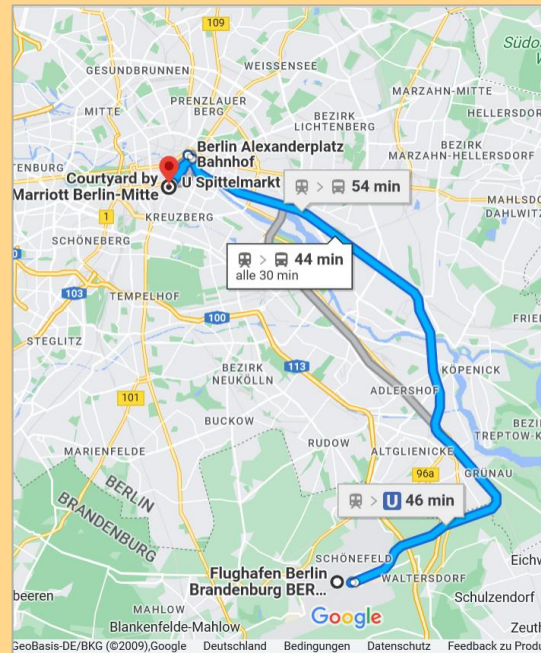 109
WEISSENSEE
GESUNDBRUNNEN
MARZAHN-MITTE
PRENZLAUER
BERG
MITTE
BEZIRK
LICHTENBERG
HELLERSDORF
BEZIRK
MARZAHN-HELLERSDORF
Berlin Alexanderplatz
Bahnhof
TENBURG
Courtyard by
Marriott Berlin-Mitte
U Spittelmarkt
54 min
1
KREUZBERG
MAHLSDO
DAHLWITZ
SCHÖNEBERG
44 min
alle 30 min
103
TEMPELHOF
100
FRIE
STEGLITZ
BEZIRK
NEUKÖLLN
113
KÖPENICK
ADLERSHOF
101
BUCKOW
BEZI
TREPTOW-K
RUDOW
ALTGLIENICKE
MARIENFELDE
96a
GRÜNAU
BERLIN
BRANDENBURG
U 46 min
SCHÖNEFELD
Flughafen Berlin
Brandenburg BER...
WALTERSDORF
Eichw
beeren
MAHLOW
Google
Schulzendorf
Blankenfelde-Mahlow
Zeuth
GeoBasis-DE/BKG (©2009),Google Deutschland Bedingungen Datenschutz Feedback zu Produ